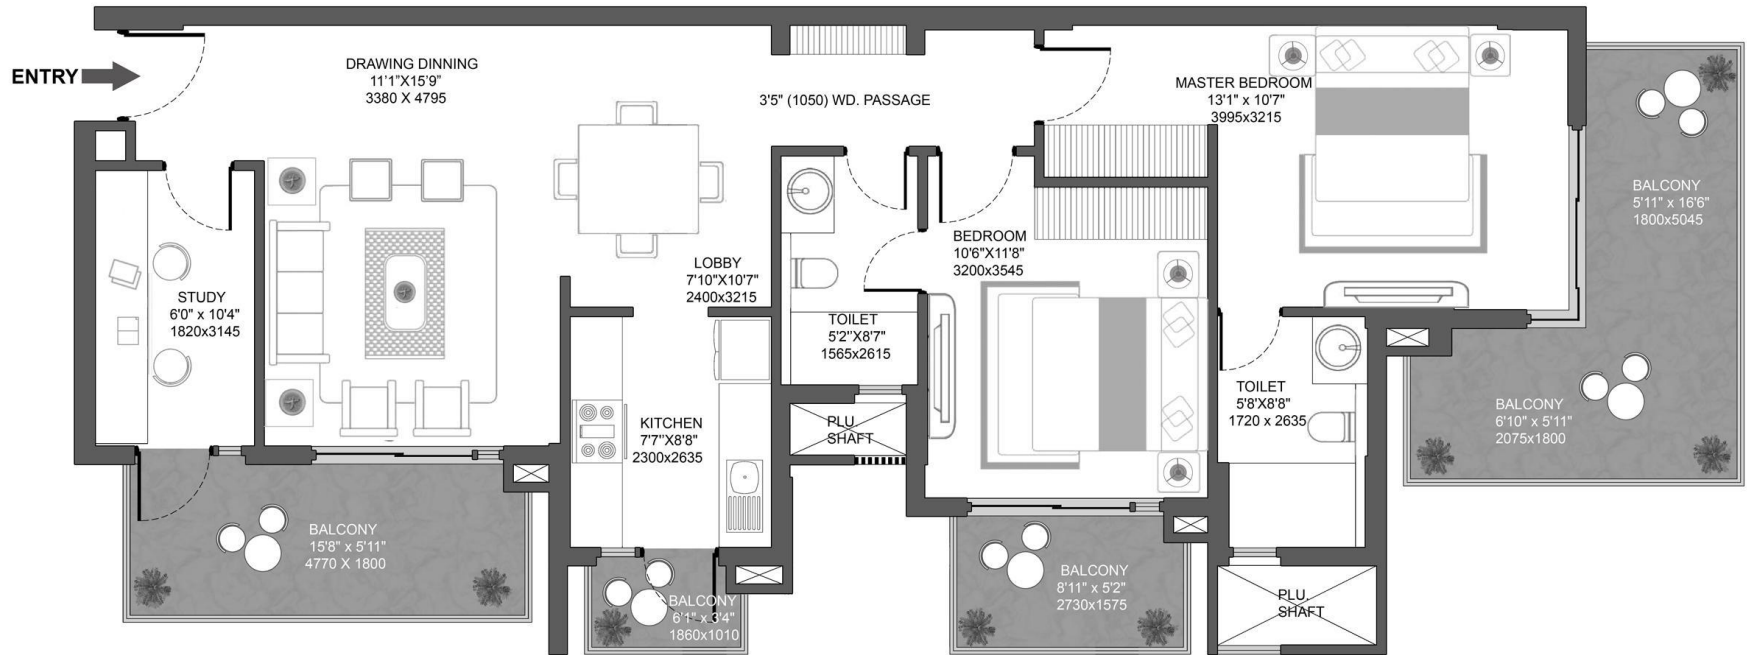 ENTRY
DRAWING DINNING
11'1"X15'9"
3380 X 4795
3'5" (1050) WD. PASSAGE
MASTER BEDROOM
13'1" x 10'7"
3995x3215
BALCONY
5'11" x 16'6"
1800x5045
STUDY
6'0" x 10'4"
1820x3145
LOBBY
7'10"X10'7"
2400x3215
BEDROOM
10'6"X11'8"
3200x3545
TOILET
5'2"X8'7"
1565x2615
KITCHEN
7'7"X8'8"
2300x2635
PLU.
SHAFT
TOILET
5'8'X8'8"
1720 x 2635
BALCONY
6'10" x 5'11"
2075x1800
BALCONY
15'8" x 5'11"
4770 X 1800
BALCONY
6'1" x 3'4"
1860x1010
BALCONY
8'11" x 5'2"
2730x1575
PLU.
SHAFT